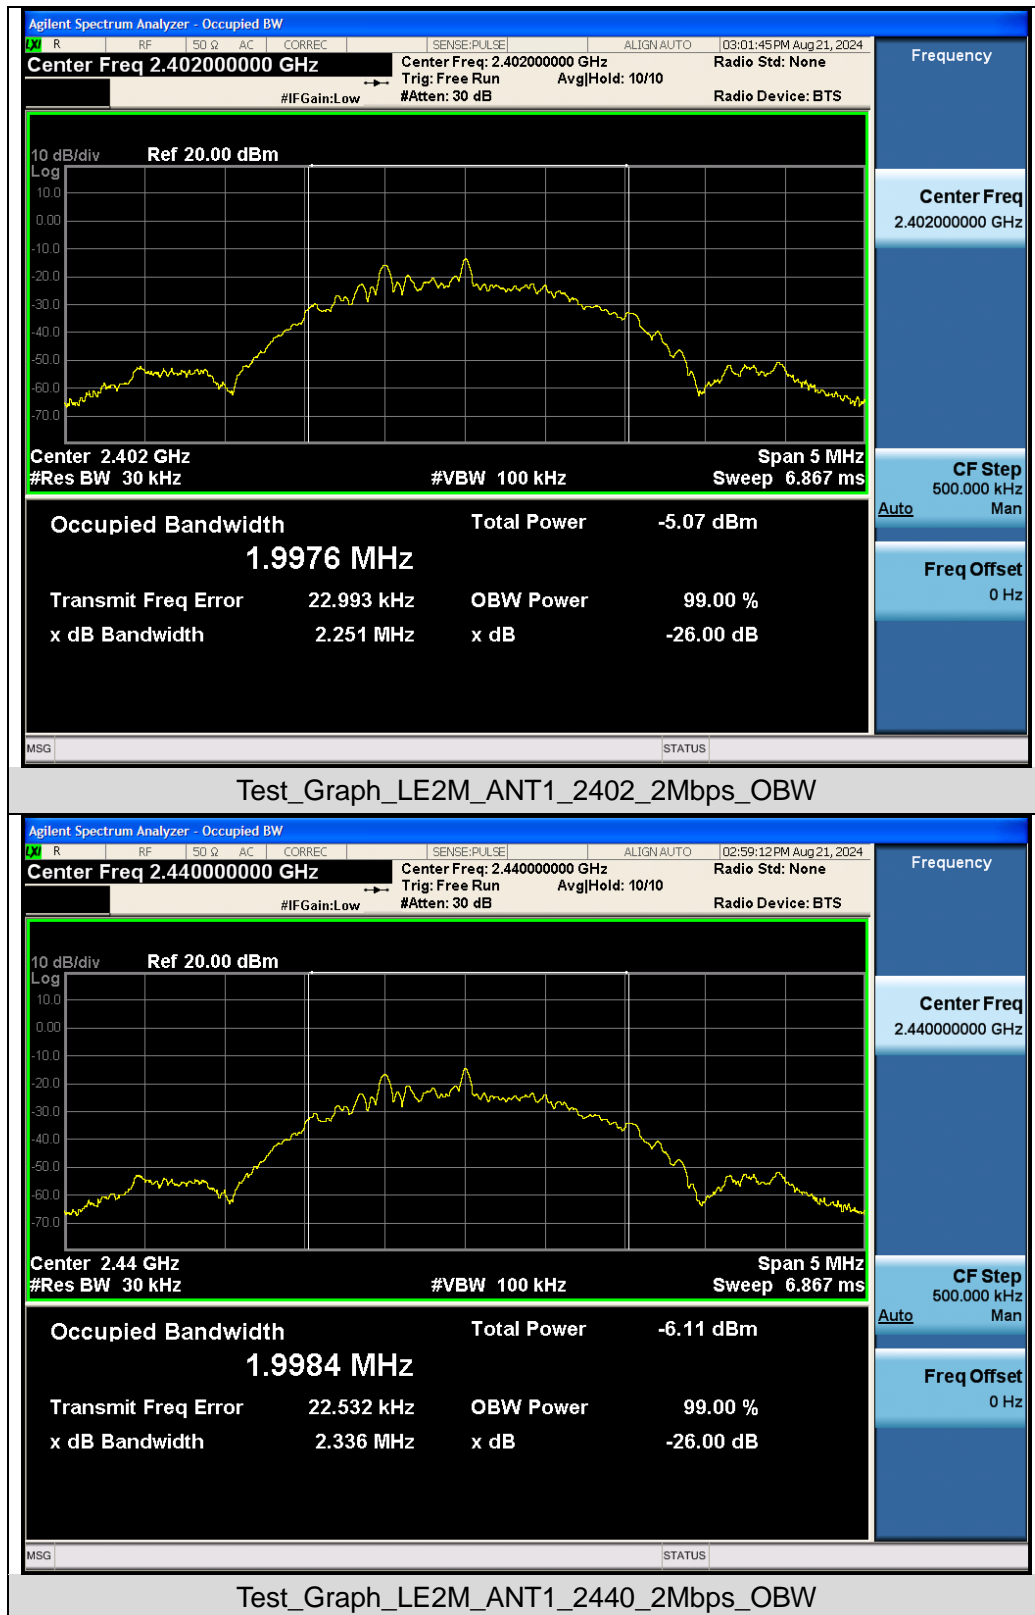 Agilent Spectrum Analyzer - Occupied BW
LXI R RF 50 Ω AC CORREC SENSE:PULSE ALIGN AUTO 03:01:45 PM Aug 21, 2024
Center Freq 2.402000000 GHz
Center Freq: 2.402000000 GHz
Radio Std: None
Trig: Free Run Avg|Hold: 10/10
#IFGain:Low
#Atten: 30 dB
Radio Device: BTS
Frequency
10 dB/div Ref 20.00 dBm
Log
10.0
0.00
-10.0
-20.0
-30.0
-40.0
-50.0
-60.0
-70.0
Center 2.402 GHz Span 5 MHz
#Res BW 30 kHz #VBW 100 kHz Sweep 6.867 ms
Center Freq
2.402000000 GHz
CF Step
500.000 kHz
Auto Man
Freq Offset
0 Hz
Occupied Bandwidth Total Power -5.07 dBm
1.9976 MHz
Transmit Freq Error 22.993 kHz OBW Power 99.00 %
x dB Bandwidth 2.251 MHz x dB -26.00 dB
MSG STATUS
Test_Graph_LE2M_ANT1_2402_2Mbps_OBW
Agilent Spectrum Analyzer - Occupied BW
LXI R RF 50 Ω AC CORREC SENSE:PULSE ALIGN AUTO 02:59:12 PM Aug 21, 2024
Center Freq 2.440000000 GHz
Center Freq: 2.440000000 GHz
Radio Std: None
Trig: Free Run Avg|Hold: 10/10
#IFGain:Low
#Atten: 30 dB
Radio Device: BTS
Frequency
10 dB/div Ref 20.00 dBm
Log
10.0
0.00
-10.0
-20.0
-30.0
-40.0
-50.0
-60.0
-70.0
Center 2.44 GHz Span 5 MHz
#Res BW 30 kHz #VBW 100 kHz Sweep 6.867 ms
Center Freq
2.440000000 GHz
CF Step
500.000 kHz
Auto Man
Freq Offset
0 Hz
Occupied Bandwidth Total Power -6.11 dBm
1.9984 MHz
Transmit Freq Error 22.532 kHz OBW Power 99.00 %
x dB Bandwidth 2.336 MHz x dB -26.00 dB
MSG STATUS
Test_Graph_LE2M_ANT1_2440_2Mbps_OBW